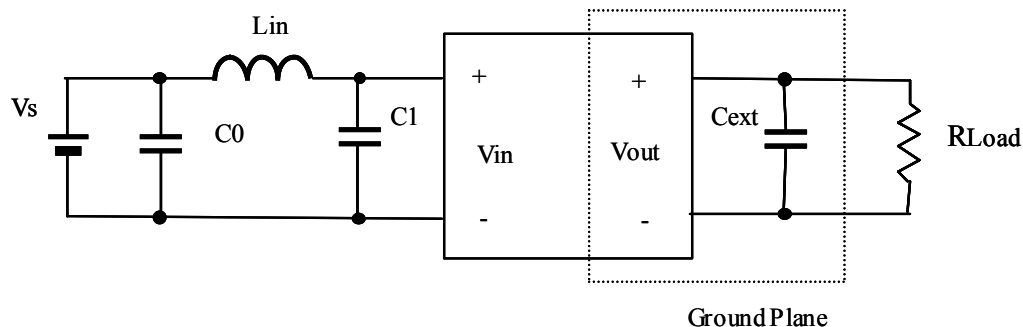 Lin
Vs
C0
C1
+
Vin
-
+
Vout
-
Cext
RLoad
Ground Plane